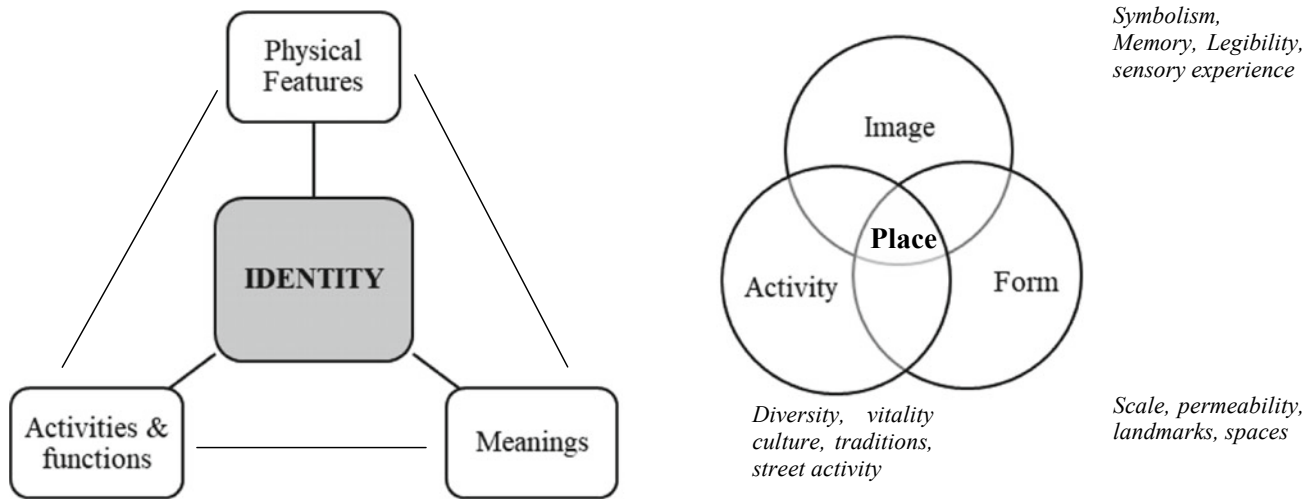 Physical
Features
IDENTITY
Activities &
functions
Meanings
Symbolism,
Memory, Legibility,
sensory experience
Image
Place
Activity
Form
Diversity, vitality
culture, traditions,
street activity
Scale, permeability,
landmarks, spaces